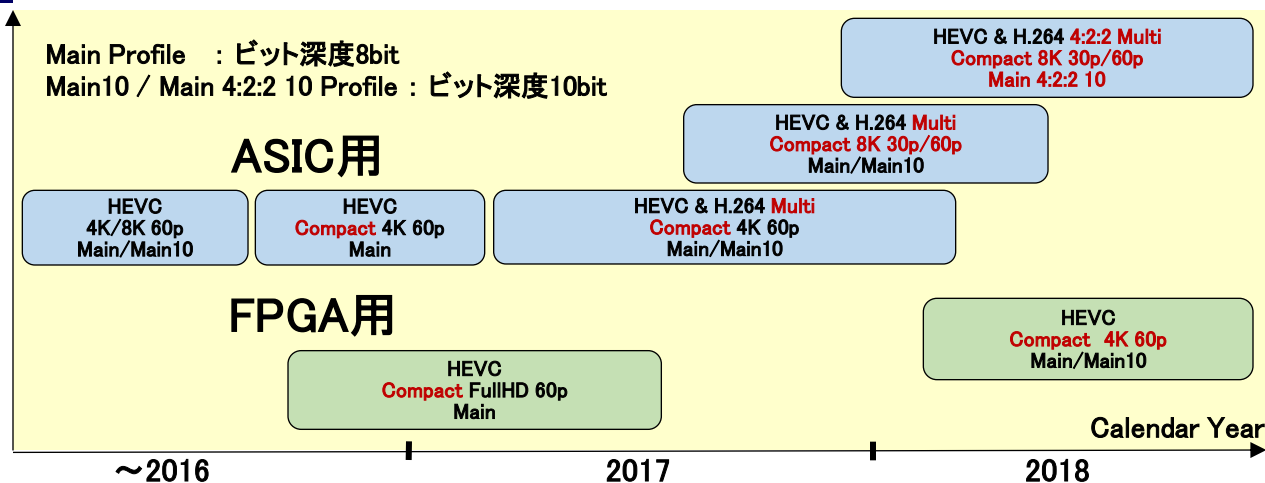 Main Profile ：ビット深度8bit
Main10 / Main 4:2:2 10 Profile：ビット深度10bit
HEVC & H.264 4:2:2 Multi
Compact 8K 30p/60p
Main 4:2:2 10
HEVC & H.264 Multi
Compact 8K 30p/60p
Main/Main10
ASIC用
HEVC
4K/8K 60p
Main/Main10
HEVC
Compact 4K 60p
Main
HEVC & H.264 Multi
Compact 4K 60p
Main/Main10
FPGA用
HEVC
Compact 4K 60p
Main/Main10
HEVC
Compact FullHD 60p
Main
Calendar Year
～2016
2017
2018